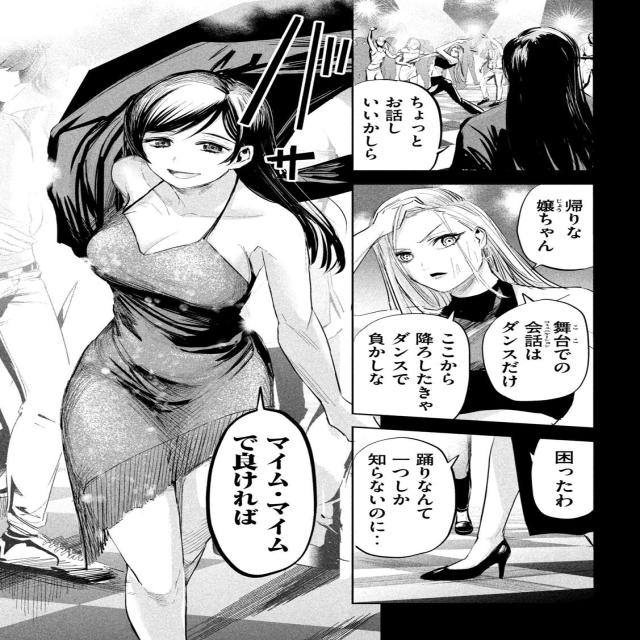 ちょっと
お話し
いいかしら
帰りな
嬢ちゃん
舞台での
会話は
ダンスだけ
ここから
降ろしたきゃ
ダンスで
負かしな
困ったわ
踊りなんて
一つしか
知らないのに‥
サ
マイム・マイム
で良ければ